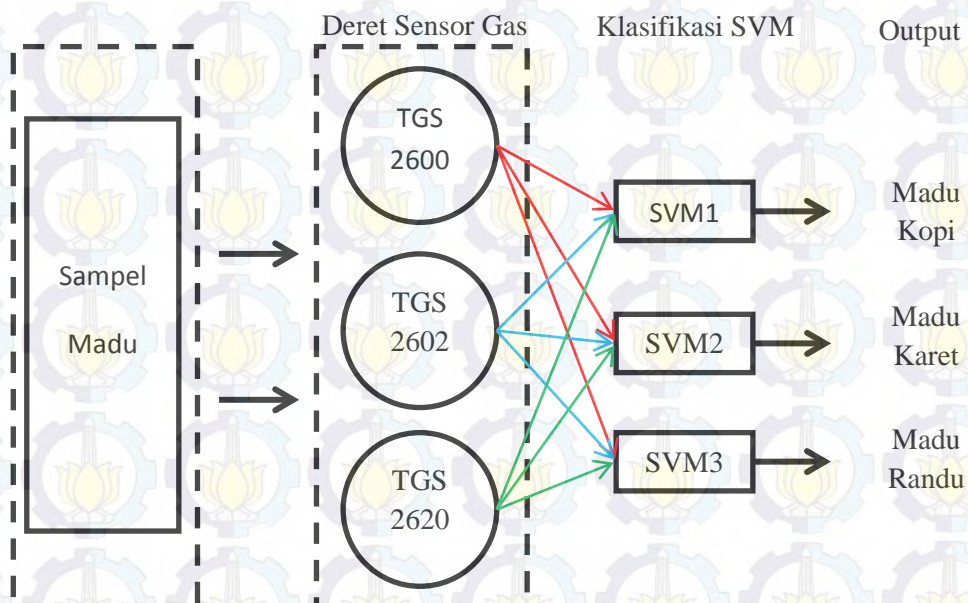 Deret Sensor Gas
Klasifikasi SVM
Output
Sampel
Madu
TGS
2600
TGS
2602
TGS
2620
SVM1
SVM2
SVM3
Madu
Kopi
Madu
Karet
Madu
Randu